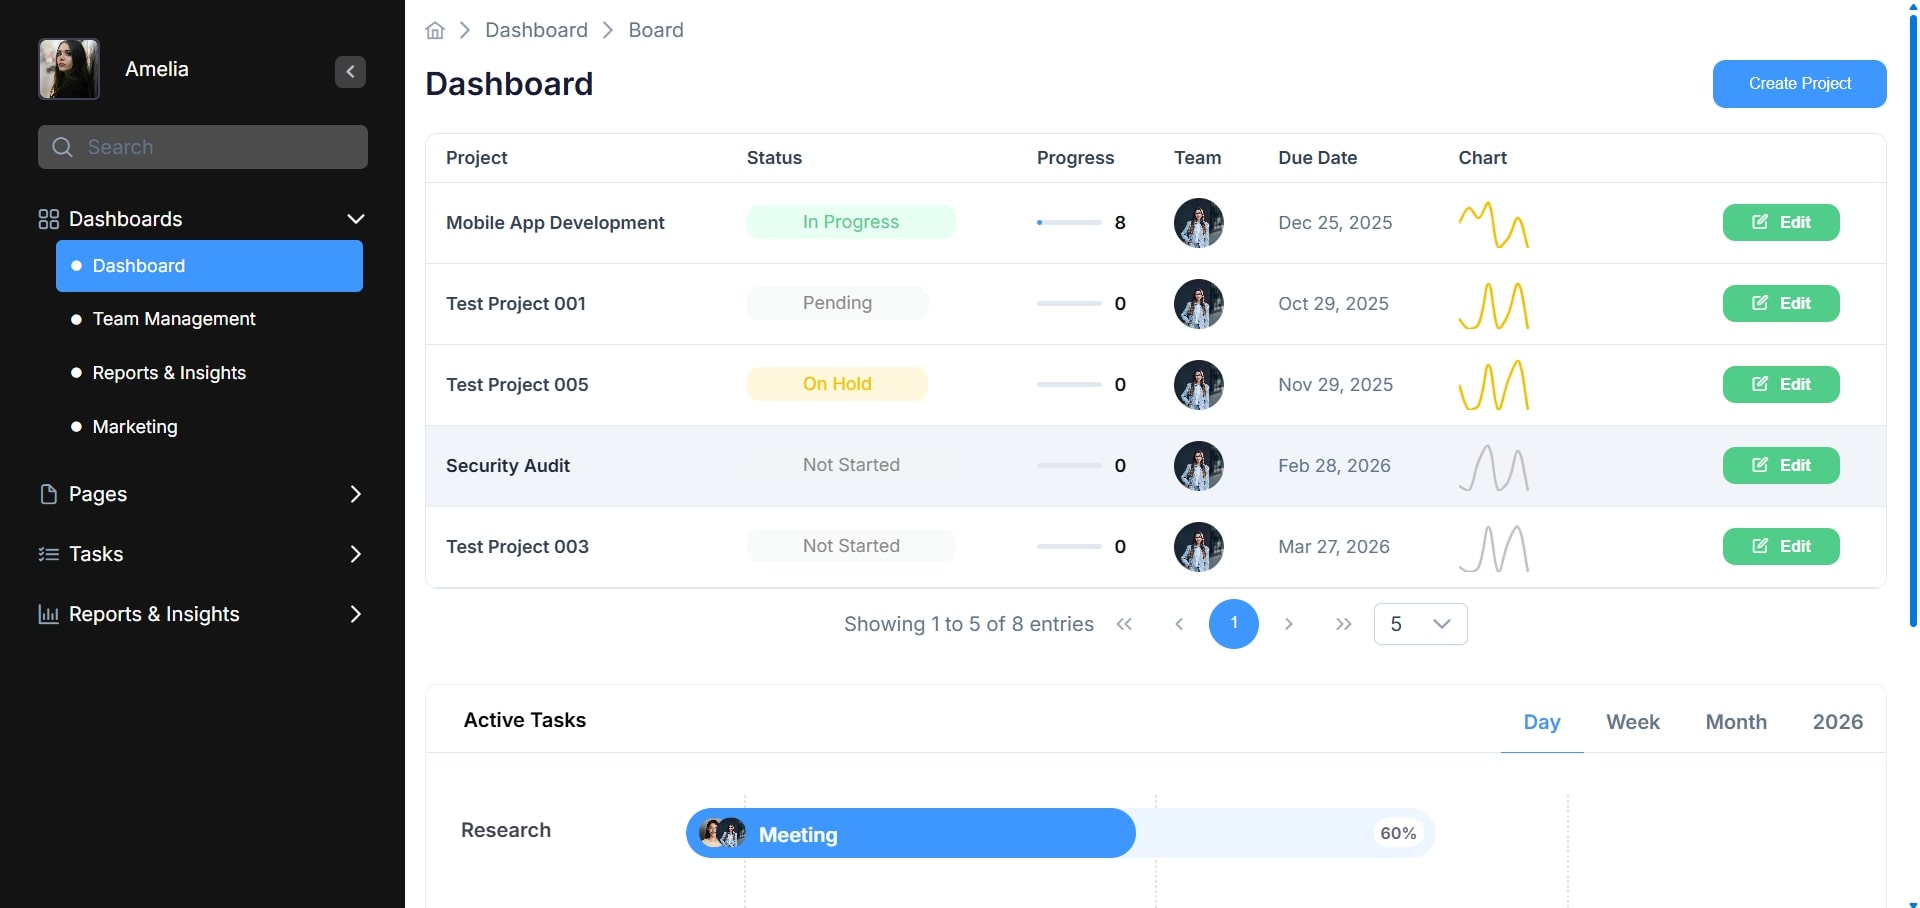 Amelia
Search
Dashboards
Dashboard
Team Management
Reports & Insights
Marketing
Pages
Tasks
Reports & Insights
Dashboard Board
Dashboard
Create Project
Project Status Progress Team Due Date Chart
Mobile App Development In Progress 8 Dec 25, 2025 Edit
Test Project 001 Pending 0 Oct 29, 2025 Edit
Test Project 005 On Hold 0 Nov 29, 2025 Edit
Security Audit Not Started 0 Feb 28, 2026 Edit
Test Project 003 Not Started 0 Mar 27, 2026 Edit
Showing 1 to 5 of 8 entries 1 5
Active Tasks Day Week Month 2026
Research Meeting 60%